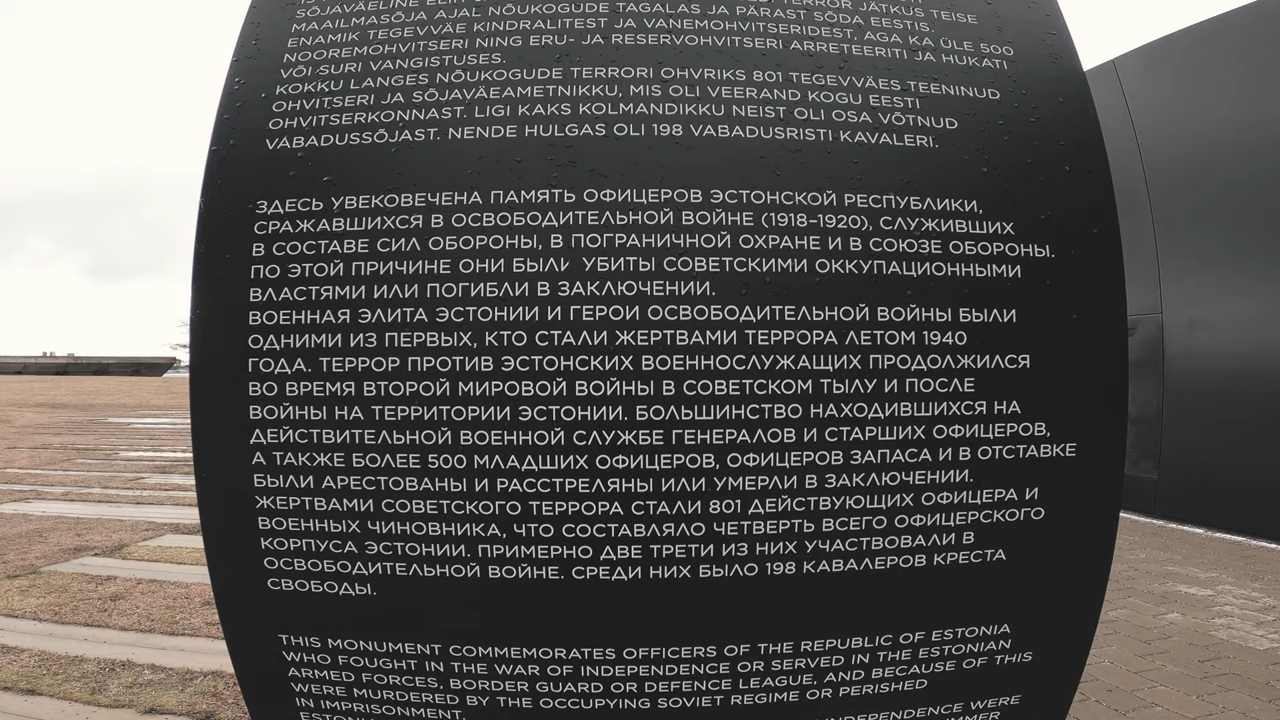 SÕJAVÄELINE
TERROR JÄTKUS TEISE
MAAILMASÕJA AJAL NÕUKOGUDE TAGALAS JA PÄRAST SÕDA EESTIS.
ENAMIK TEGEVVÄE KINDRALITEST JA VANEMOHVITSERIDEST, AGA KA ÜLE 500
NOOREMOHVITSERI NING ERU- JA RESERVOHVITSERI ARRETEERITI JA HUKATI
VÕI SURI VANGISTUSES.
KOKKU LANGES NÕUKOGUDE TERRORI OHVRIKS 801 TEGEVVÄES TEENINUD
OHVITSERI JA SÕJAVÄEAMETNIKKU, MIS OLI VEERAND KOGU EESTI
OHVITSERKONNAST. LIGI KAKS KOLMANDIKKU NEIST OLI OSA VÕTNUD
VABADUSSÕJAST. NENDE HULGAS OLI 198 VABADUSRISTI KAVALERI.
ЗДЕСЬ УВЕКОВЕЧЕНА ПАМЯТЬ ОФИЦЕРОВ ЭСТОНСКОЙ РЕСПУБЛИКИ,
СРАЖАВШИХСЯ В ОСВОБОДИТЕЛЬНОЙ ВОЙНЕ (1918-1920), СЛУЖИВШИХ
В СОСТАВЕ СИЛ ОБОРОНЫ, В ПОГРАНИЧНОЙ ОХРАНЕ И В СОЮЗЕ ОБОРОНЫ.
ПО ЭТОЙ ПРИЧИНЕ ОНИ БЫЛИ УБИТЫ СОВЕТСКИМИ ОККУПАЦИОННЫМИ
ВЛАСТЯМИ ИЛИ ПОГИБЛИ В ЗАКЛЮЧЕНИИ.
ВОЕННАЯ ЭЛИТА ЭСТОНИИ И ГЕРОИ ОСВОБОДИТЕЛЬНОЙ ВОЙНЫ БЫЛИ
ОДНИМИ ИЗ ПЕРВЫХ, КТО СТАЛИ ЖЕРТВАМИ ТЕРРОРА ЛЕТОМ 1940
ГОДА. ТЕРРОР ПРОТИВ ЭСТОНСКИХ ВОЕННОСЛУЖАЩИХ ПРОДОЛЖИЛСЯ
ВО ВРЕМЯ ВТОРОЙ МИРОВОЙ ВОЙНЫ В СОВЕТСКОМ ТЫЛУ И ПОСЛЕ
ВОЙНЫ НА ТЕРРИТОРИИ ЭСТОНИИ. БОЛЬШИНСТВО НАХОДИВШИХСЯ НА
ДЕЙСТВИТЕЛЬНОЙ ВОЕННОЙ СЛУЖБЕ ГЕНЕРАЛОВ И СТАРШИХ ОФИЦЕРОВ,
А ТАКЖЕ БОЛЕЕ 500 МЛАДШИХ ОФИЦЕРОВ, ОФИЦЕРОВ ЗАПАСА И В ОТСТАВКЕ
БЫЛИ АРЕСТОВАНЫ И РАССТРЕЛЯНЫ ИЛИ УМЕРЛИ В ЗАКЛЮЧЕНИИ.
ЖЕРТВАМИ СОВЕТСКОГО ТЕРРОРА СТАЛИ 801 ДЕЙСТВУЮЩИХ ОФИЦЕРА И
ВОЕННЫХ ЧИНОВНИКА, ЧТО СОСТАВЛЯЛО ЧЕТВЕРТЬ ВСЕГО ОФИЦЕРСКОГО
КОРПУСА ЭСТОНИИ. ПРИМЕРНО ДВЕ ТРЕТИ ИЗ НИХ УЧАСТВОВАЛИ В
ОСВОБОДИТЕЛЬНОЙ ВОЙНЕ. СРЕДИ НИХ БЫЛО 198 КАВАЛЕРОВ КРЕСТА
СВОБОДЫ.
THIS MONUMENT COMMEMORATES OFFICERS OF THE REPUBLIC OF ESTONIA
WHO FOUGHT IN THE WAR OF INDEPENDENCE OR SERVED IN THE ESTONIAN
ARMED FORCES, BORDER GUARD OR DEFENCE LEAGUE, AND BECAUSE OF THIS
WERE MURDERED BY THE OCCUPYING SOVIET REGIME OR PERISHED
IN IMPRISONMENT.
INDEPENDENCE WERE